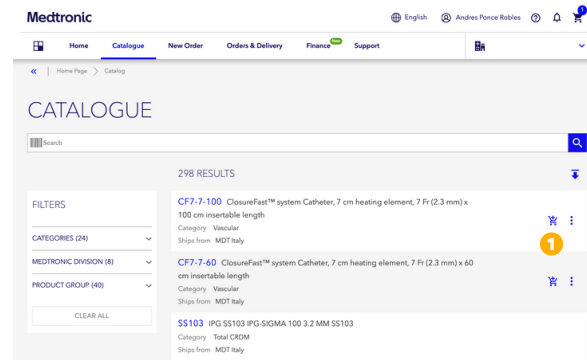 Medtronic
English
Andres Ponce Robles
1
Home
Catalogue
New Order
Orders & Delivery
Finance New
Support
Home Page > Catalog
CATALOGUE
Search
298 RESULTS
FILTERS
CATEGORIES (24)
MEDTRONIC DIVISION (8)
PRODUCT GROUP (40)
CLEAR ALL
CF7-7-100 ClosureFast™ system Catheter, 7 cm heating element, 7 Fr (2.3 mm) x
100 cm insertable length
Category Vascular
Ships from MDT Italy
1
CF7-7-60 ClosureFast™ system Catheter, 7 cm heating element, 7 Fr (2.3 mm) x 60
cm insertable length
Category Vascular
Ships from MDT Italy
SS103 IPG SS103 IPG-SIGMA 100 3.2 MM SS103
Category Total CRDM
Ships from MDT Italy